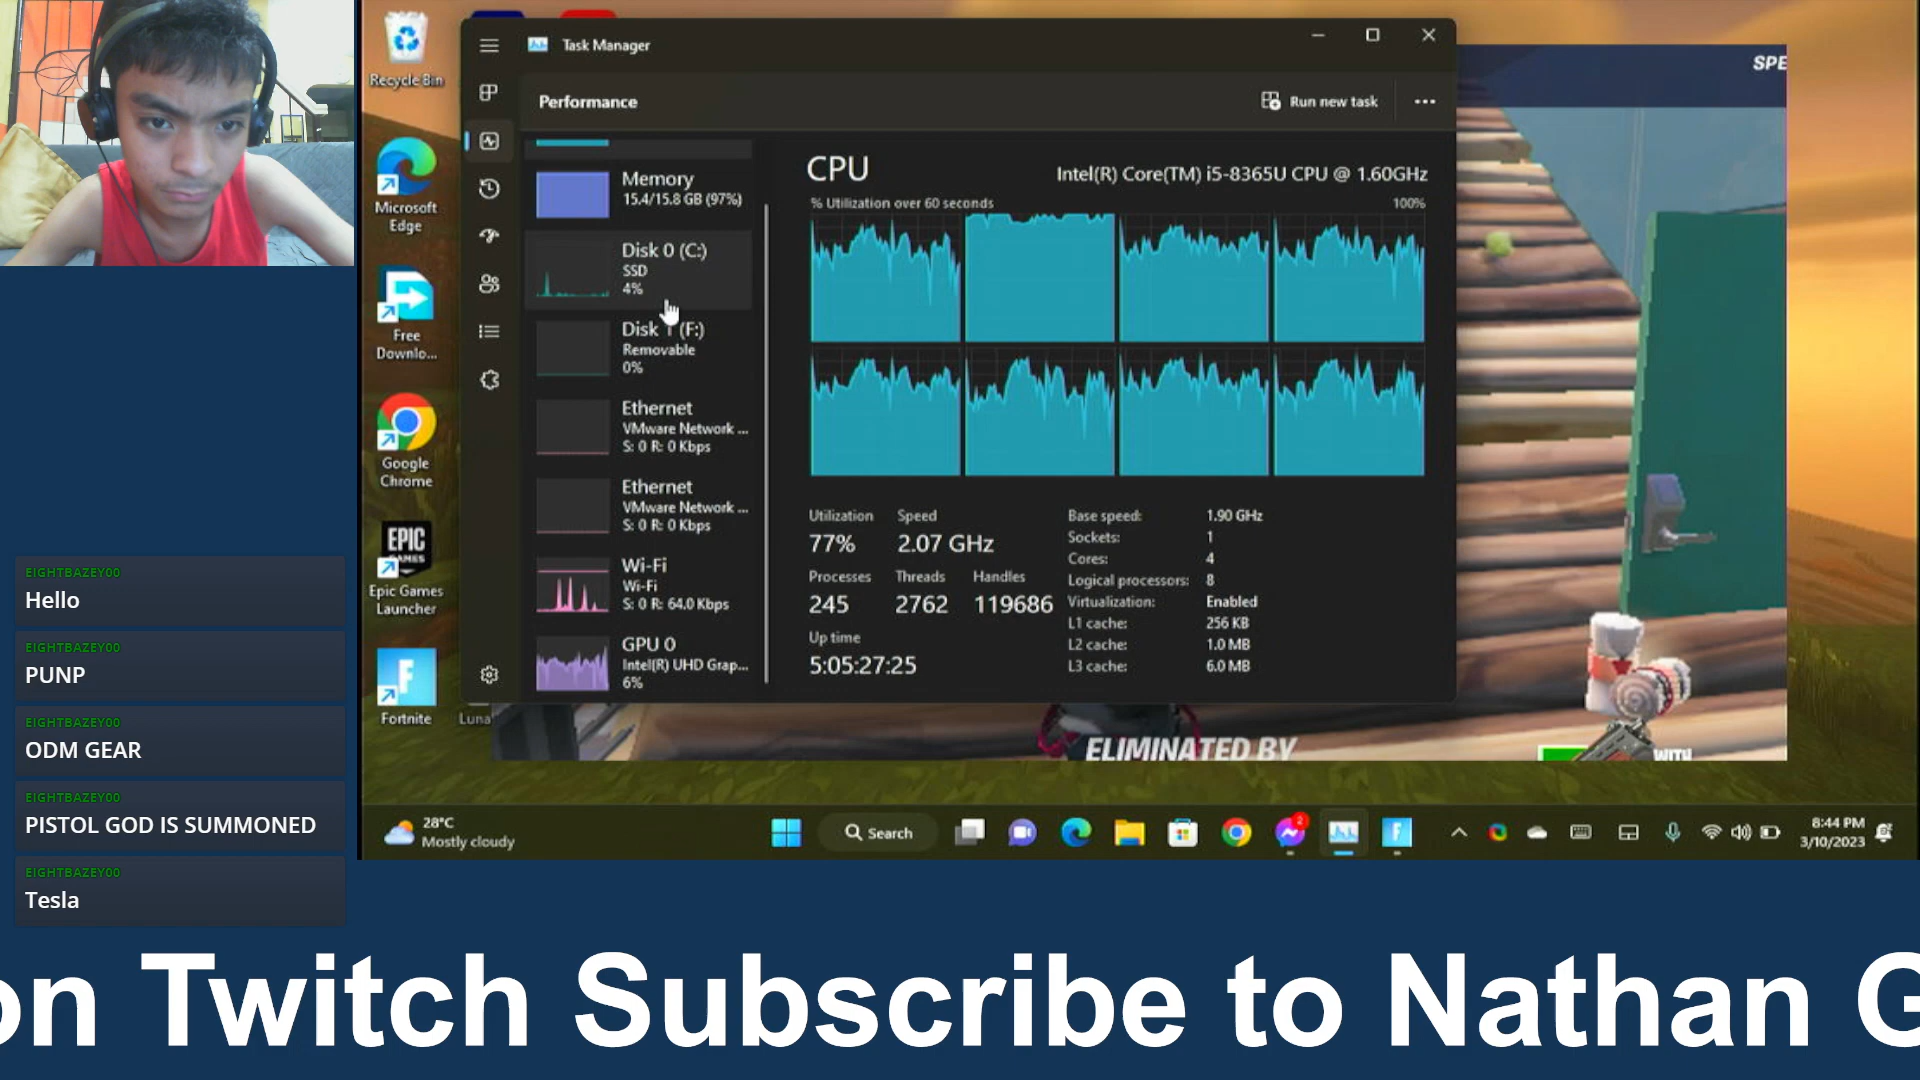 Recycle Bin
Microsoft
Edge
Free
Downlo...
Google
Chrome
EPIC
GAMES
Epic Games
Launcher
F
Fortnite
Luna
Task Manager
Performance
Run new task
Memory
15.4/15.8 GB (97%)
Disk 0 (C:)
SSD
4%
Disk 1 (F:)
Removable
0%
Ethernet
VMware Network ...
S: 0 R: 0 Kbps
Ethernet
VMware Network ...
S: 0 R: 0 Kbps
Wi-Fi
Wi-Fi
S: 0 R: 64.0 Kbps
GPU 0
Intel(R) UHD Grap...
6%
CPU
Intel(R) Core(TM) i5-8365U CPU @ 1.60GHz
% Utilization over 60 seconds
100%
Utilization
77%
Speed
2.07 GHz
Processes
245
Threads
2762
Handles
119686
Up time
5:05:27:25
Base speed: 1.90 GHz
Sockets: 1
Cores: 4
Logical processors: 8
Virtualization: Enabled
L1 cache: 256 KB
L2 cache: 1.0 MB
L3 cache: 6.0 MB
SPE
ELIMINATED BY
WITH
28°C
Mostly cloudy
Search
2
F
8:44 PM
3/10/2023
EIGHTBAZEY00
Hello
EIGHTBAZEY00
PUNP
EIGHTBAZEY00
ODM GEAR
EIGHTBAZEY00
PISTOL GOD IS SUMMONED
EIGHTBAZEY00
Tesla
on Twitch Subscribe to Nathan G